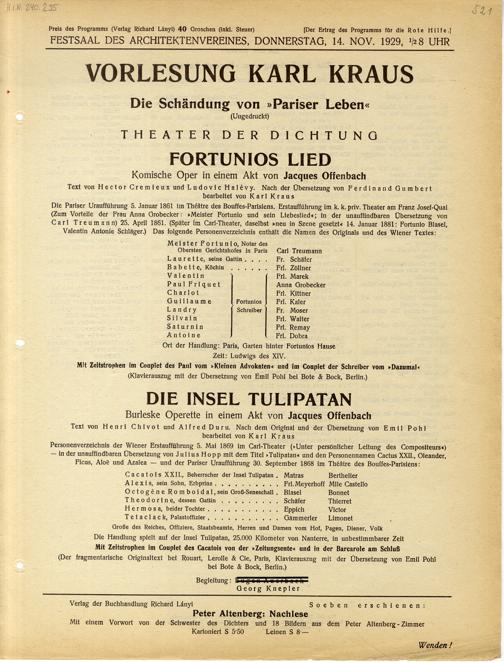 H.I.N. 240.235
521
Preis des Programms (Verlag Richard Lányi) 40 Groschen (inkl. Steuer) [Der Ertrag des Programms für die Rote Hilfe.]
FESTSAAL DES ARCHITEKTENVEREINES, DONNERSTAG, 14. NOV. 1929, ½8 UHR
VORLESUNG KARL KRAUS
Die Schändung von »Pariser Leben«
(Ungedruckt)
THEATER DER DICHTUNG
FORTUNIOS LIED
Komische Oper in einem Akt von Jacques Offenbach
Text von Hector Cremieux und Ludovic Halévy. Nach der Übersetzung von Ferdinand Gumbert
bearbeitet von Karl Kraus
Die Pariser Uraufführung 5. Januar 1861 im Théâtre des Bouffes-Parisiens. Erstaufführung im k. k. priv. Theater am Franz Josef-Quai
(Zum Vorteile der Frau Anna Grobecker: »Meister Fortunio und sein Liebeslied«; in der unauffindbaren Übersetzung von
Carl Treumann) 25. April 1861. (Später im Carl-Theater, daselbst »neu in Szene gesetzt« 14. Januar 1881: Fortunio Blasel,
Valentin Antonie Schläger.) Das folgende Personenverzeichnis enthält die Namen des Originals und des Wiener Textes:
Meister Fortunio, Notar des
Obersten Gerichtshofes in Paris Carl Treumann
Laurette, seine Gattin . . . . Fr. Schäfer
Babette, Köchin . . . . . . Frl. Zöllner
Valentin Frl. Marek
Paul Friquet Anna Grobecker
Charlot Frl. Kittner
Guillaume Fortunios Frl. Kaler
Landry Schreiber Fr. Moser
Silvain Frl. Walter
Saturnin Frl. Remay
Antoine Frl. Dobra
Ort der Handlung: Paris, Garten hinter Fortunios Hause
Zeit: Ludwigs des XIV.
Mit Zeitstrophen im Couplet des Paul vom »Kleinen Advokaten« und im Couplet der Schreiber vom »Dazumal«
(Klavierauszug mit der Übersetzung von Emil Pohl bei Bote & Bock, Berlin.)
DIE INSEL TULIPATAN
Burleske Operette in einem Akt von Jacques Offenbach
Text von Henri Chivot und Alfred Duru. Nach dem Original und der Übersetzung von Emil Pohl
bearbeitet von Karl Kraus
Personenverzeichnis der Wiener Erstaufführung 5. Mai 1869 im Carl-Theater (»Unter persönlicher Leitung des Compositeurs«)
— in der unauffindbaren Übersetzung von Julius Hopp mit dem Titel »Tulipatan« und den Personennamen Cactus XXII., Oleander,
Picus, Aloë und Azalea — und der Pariser Uraufführung 30. September 1868 im Théâtre des Bouffes-Parisiens:
Cacatois XXII., Beherrscher der Insel Tulipatan . Matras Berthelier
Alexis, sein Sohn, Erbprinz . . . . . . . . . . Frl. Meyerhoff Mlle Castello
Octogène Romboidal, sein Groß-Seneschall . Blasel Bonnet
Theodorine, dessen Gattin . . . . . . . . . . Schäfer Thierret
Hermosa, beider Tochter . . . . . . . . . . . Eppich Victor
Tetaclack, Palastoffizier . . . . . . . . . . . Gämmerler Limonet
Große des Reiches, Offiziere, Staatsbeamte, Herren und Damen vom Hof, Pagen, Diener, Volk
Die Handlung spielt auf der Insel Tulipatan, 25.000 Kilometer von Nanterre, in unbestimmbarer Zeit
Mit Zeitstrophen im Couplet des Cacatois von der »Zeitungsente« und in der Barcarole am Schluß
(Der fragmentarische Originaltext bei Rouart, Lerolle & Cie, Paris, Klavierauszug mit der Übersetzung von Emil Pohl
bei Bote & Bock, Berlin.)
Begleitung:
Georg Knepler
Verlag der Buchhandlung Richard Lányi Soeben erschienen:
Peter Altenberg: Nachlese
Mit einem Vorwort von der Schwester des Dichters und 18 Bildern aus dem Peter Altenberg-Zimmer
Kartoniert S 5·50 Leinen S 8·—
Wenden!